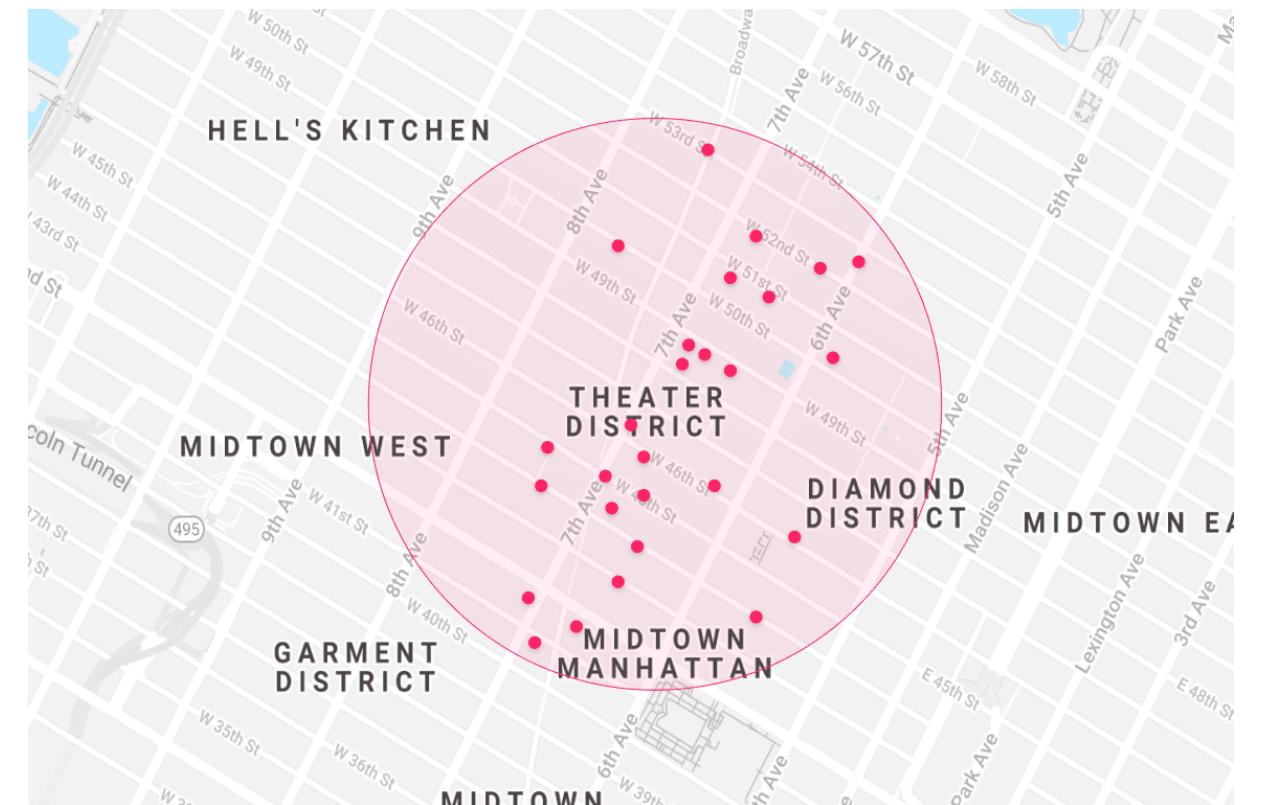 W 50th St
W 49th St
Broadwa
W 57th St
W 56th St
W 58th St
7th Ave
HELL'S KITCHEN
W 53rd S
W 54th St
W 45th St
W 44th St
43rd St
9th Ave
8th Ave
5th Ave
W 52nd St
W 51st St
W 49th St
W 50th St
W 46th St
7th Ave
6th Ave
Park Ave
THEATER
DISTRICT
W 49th St
5th Ave
coln Tunnel
MIDTOWN WEST
W 46th St
DIAMOND
DISTRICT
Madison Ave
MIDTOWN EA
W 41st St
9th Ave
495
7th Ave
8th Ave
W 40th St
Lexington Ave
3rd Ave
MIDTOWN
MANHATTAN
GARMENT
DISTRICT
E 45th St
E 48th St
W 35th St
W 36th St
6th Ave
Park Ave
h Ave
W 39th
MIDTOWN